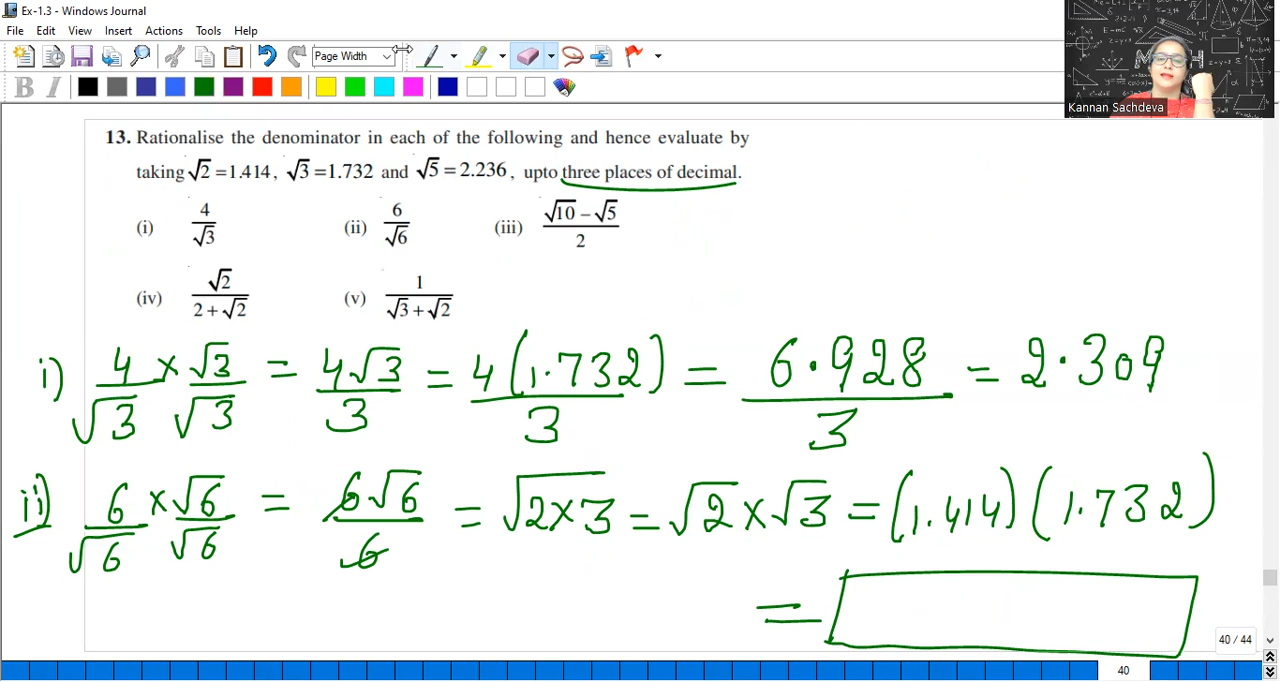 Ex-1.3 - Windows Journal
File Edit View Insert Actions Tools Help
Page Width
B I
Kannan Sachdeva
13. Rationalise the denominator in each of the following and hence evaluate by
taking √2 = 1.414, √3 = 1.732 and √5 = 2.236, upto three places of decimal.
(i) 4/√3 (ii) 6/√6 (iii) (√10 – √5)/2
(iv) √2/(2 + √2) (v) 1/(√3 + √2)
i) 4/√3 × √3/√3 = 4√3/3 = 4(1.732)/3 = 6.928/3 = 2.309
ii) 6/√6 × √6/√6 = 6√6/6 = √2×3 = √2 × √3 = (1.414)(1.732)
=
40 / 44
40